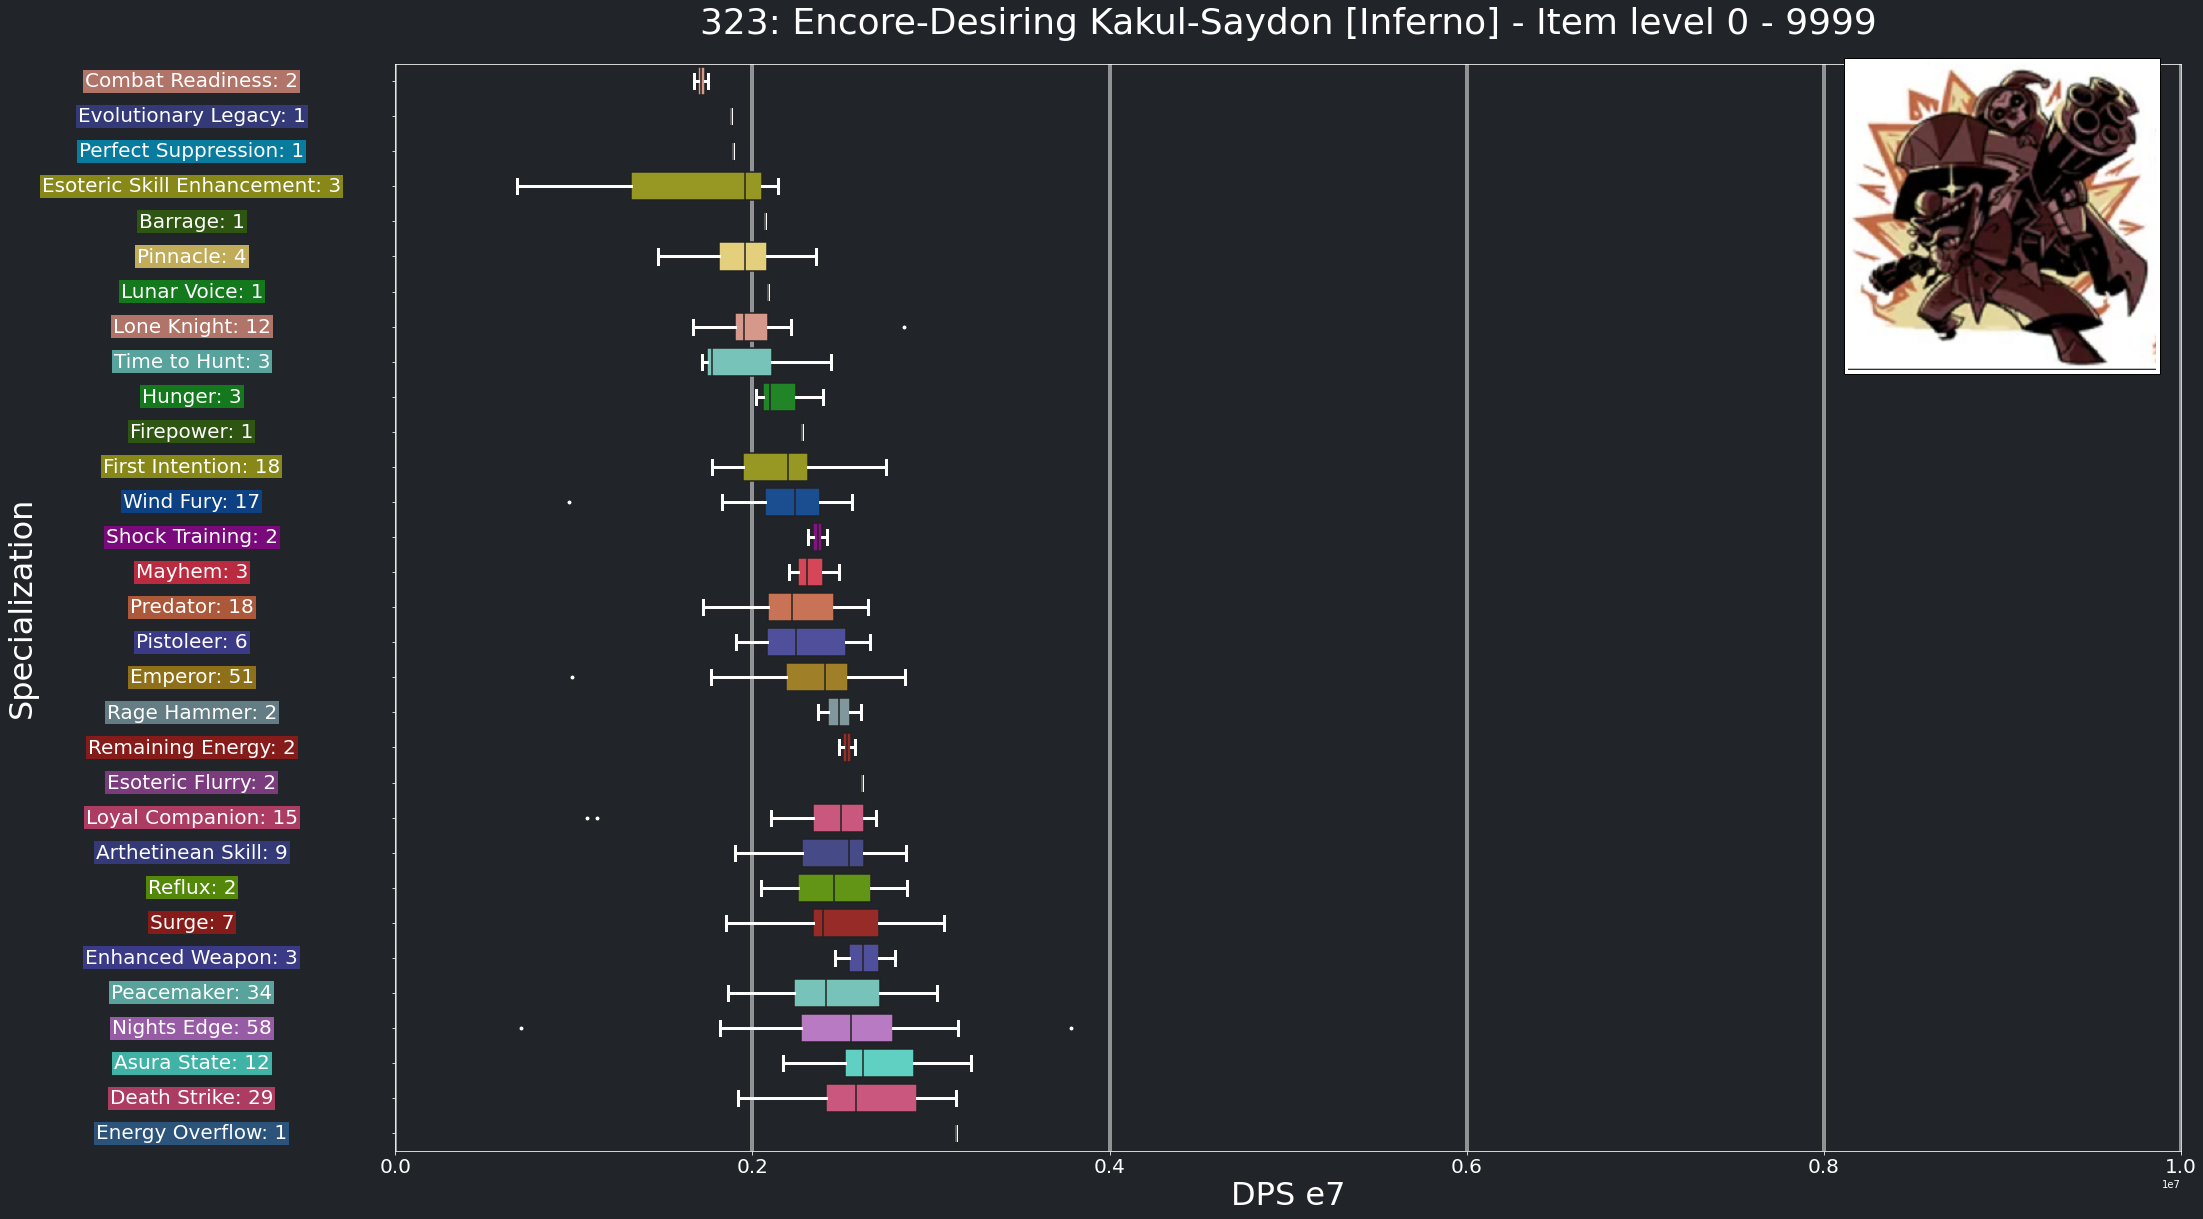 323: Encore-Desiring Kakul-Saydon [Inferno] - Item level 0 - 9999
Combat Readiness: 2
Evolutionary Legacy: 1
Perfect Suppression: 1
Esoteric Skill Enhancement: 3
Barrage: 1
Pinnacle: 4
Lunar Voice: 1
Lone Knight: 12
Time to Hunt: 3
Hunger: 3
Firepower: 1
First Intention: 18
Wind Fury: 17
Shock Training: 2
Mayhem: 3
Predator: 18
Pistoleer: 6
Emperor: 51
Rage Hammer: 2
Remaining Energy: 2
Esoteric Flurry: 2
Loyal Companion: 15
Arthetinean Skill: 9
Reflux: 2
Surge: 7
Enhanced Weapon: 3
Peacemaker: 34
Nights Edge: 58
Asura State: 12
Death Strike: 29
Energy Overflow: 1
Specialization
0.0 0.2 0.4 0.6 0.8 1.0
1e7
DPS e7